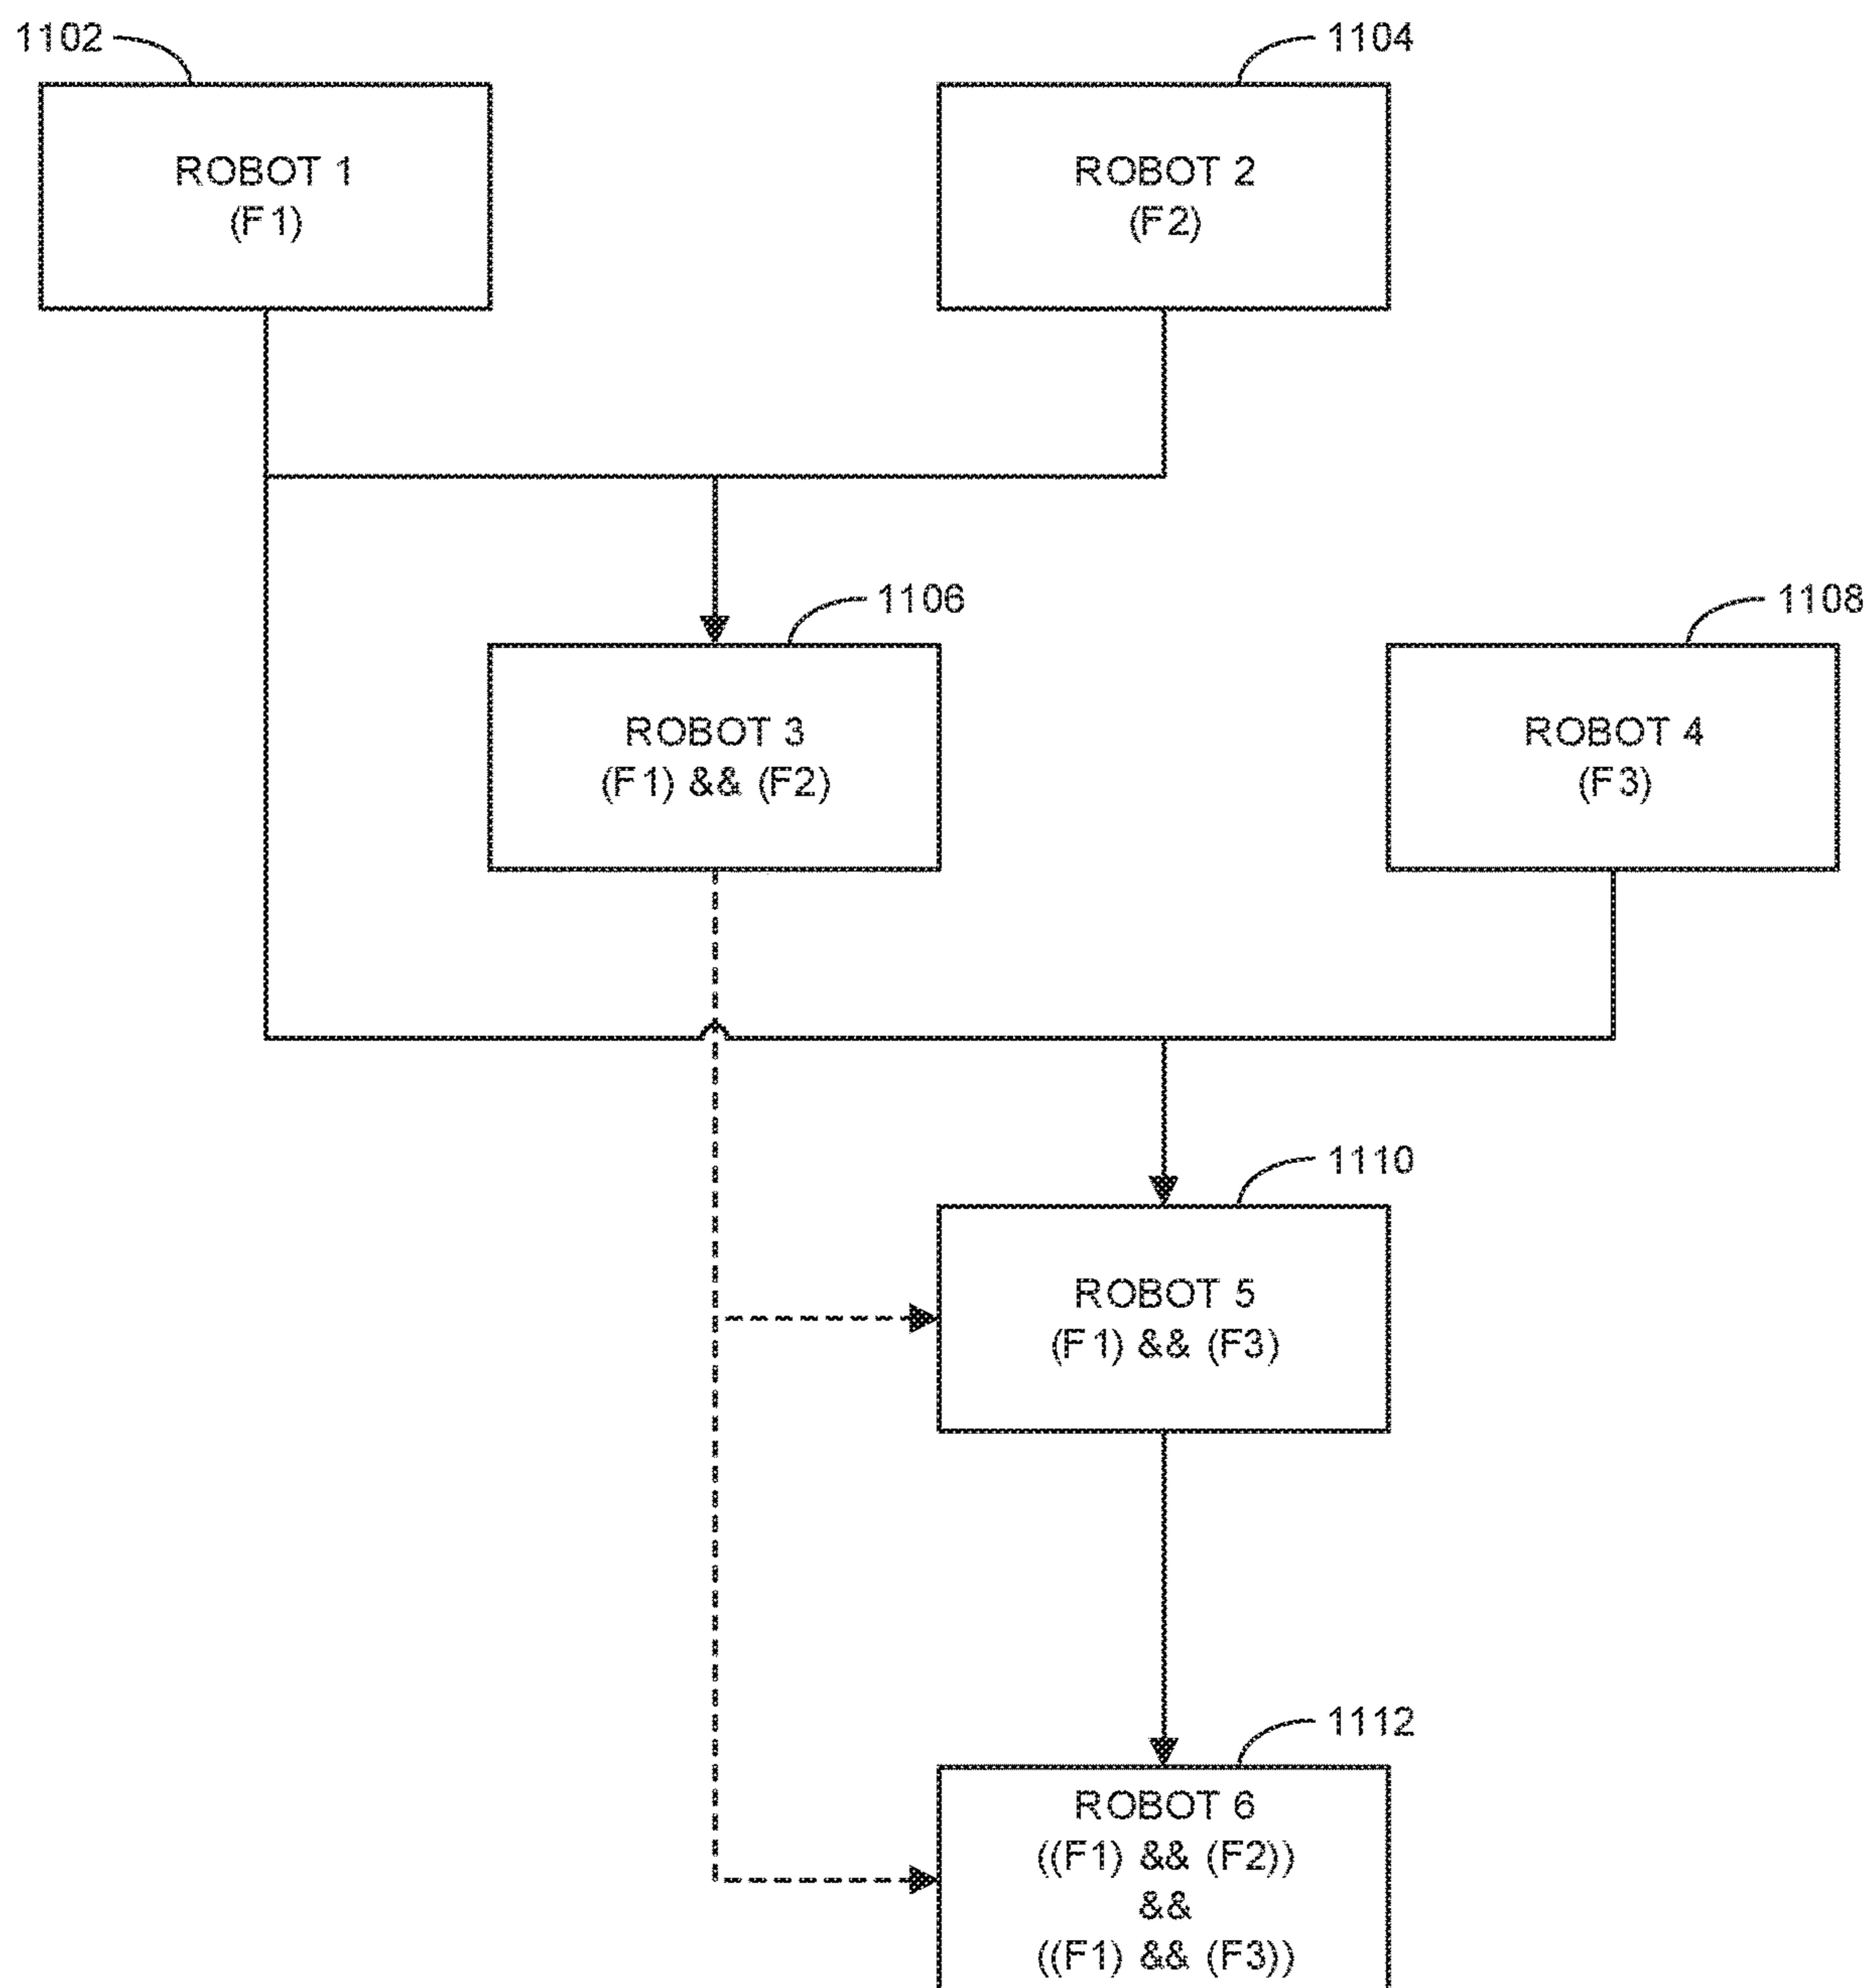 1102
1104
ROBOT 1
(F1)
ROBOT 2
(F2)
1106
1108
ROBOT 3
(F1) && (F2)
ROBOT 4
(F3)
1110
ROBOT 5
(F1) && (F3)
1112
ROBOT 6
((F1) && (F2))
&&
((F1) && (F3))